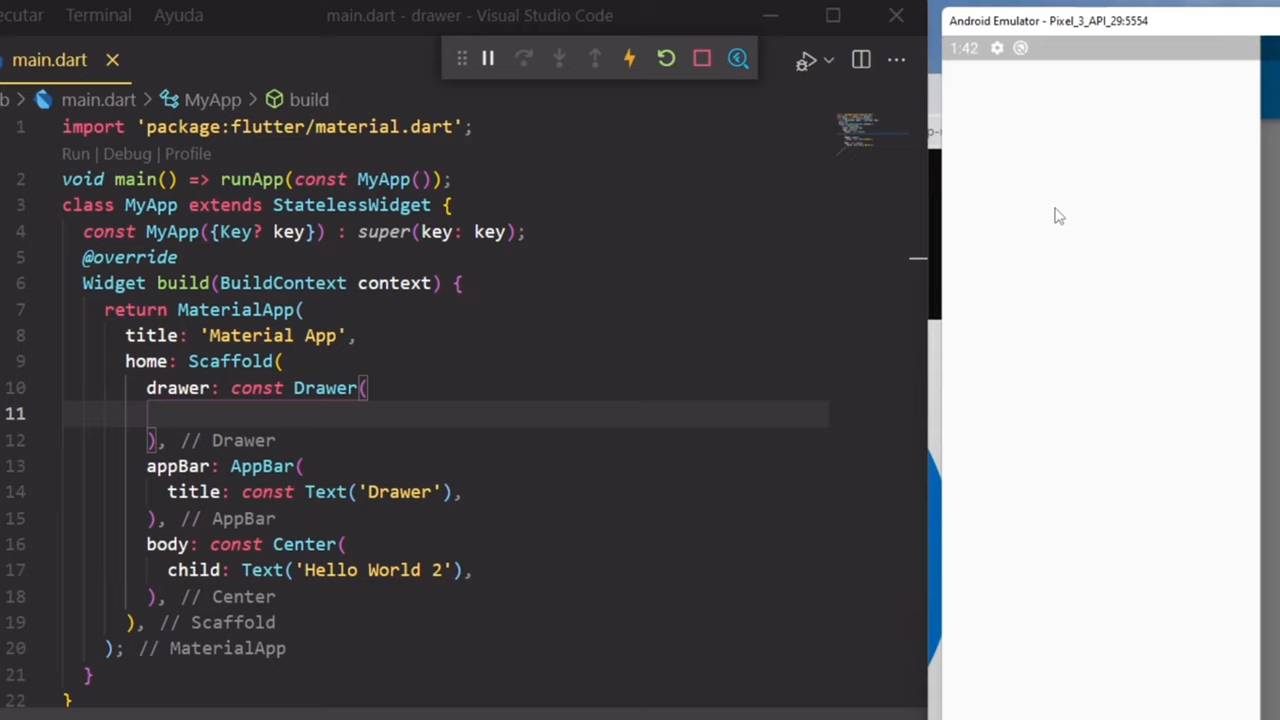 ecutar Terminal Ayuda main.dart - drawer - Visual Studio Code
Android Emulator - Pixel_3_API_29:5554
main.dart
1:42
b > main.dart > MyApp > build
1 import 'package:flutter/material.dart';
Run | Debug | Profile
2 void main() => runApp(const MyApp());
3 class MyApp extends StatelessWidget {
4 const MyApp({Key? key}) : super(key: key);
5 @override
6 Widget build(BuildContext context) {
7 return MaterialApp(
8 title: 'Material App',
9 home: Scaffold(
10 drawer: const Drawer(
11
12 ), // Drawer
13 appBar: AppBar(
14 title: const Text('Drawer'),
15 ), // AppBar
16 body: const Center(
17 child: Text('Hello World 2'),
18 ), // Center
19 ), // Scaffold
20 ); // MaterialApp
21 }
22 }